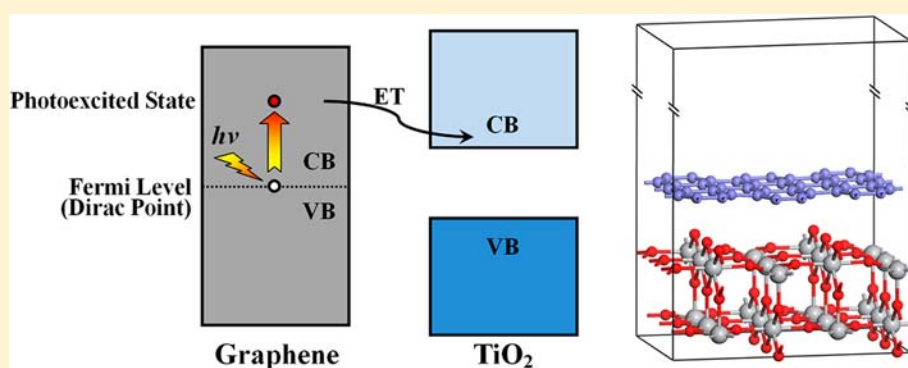 Photoexcited State
hν
Fermi Level
(Dirac Point)
CB
VB
ET
CB
VB
Graphene
TiO₂